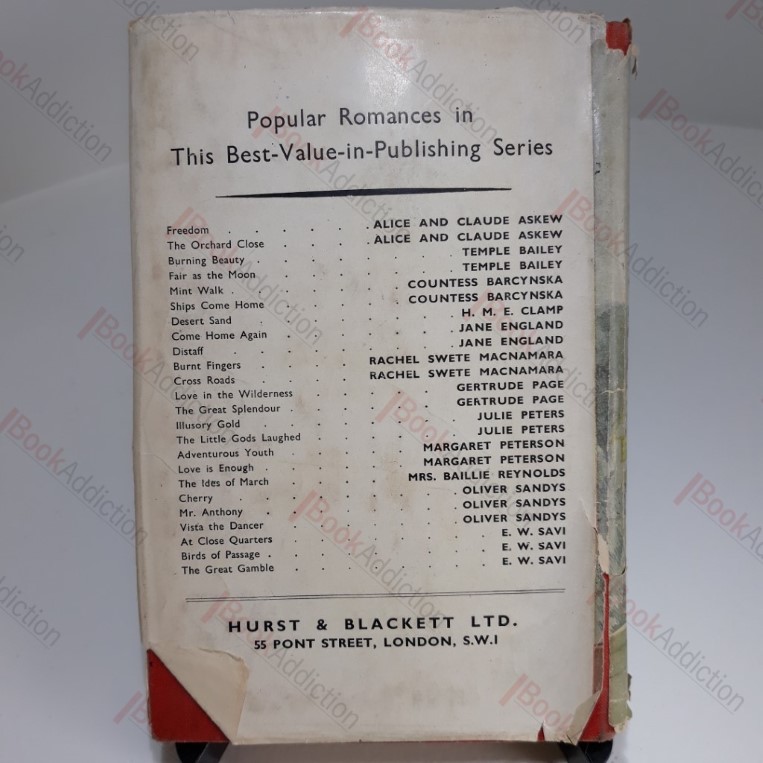 Popular Romances in
This Best-Value-in-Publishing Series
Freedom . . . . . . ALICE AND CLAUDE ASKEW
The Orchard Close . . . . ALICE AND CLAUDE ASKEW
Burning Beauty . . . . . . TEMPLE BAILEY
Fair as the Moon . . . . . TEMPLE BAILEY
Mint Walk . . . . . COUNTESS BARCYNSKA
Ships Come Home . . . . COUNTESS BARCYNSKA
Desert Sand . . . . . . H. M. E. CLAMP
Come Home Again . . . . . JANE ENGLAND
Distaff . . . . . . . JANE ENGLAND
Burnt Fingers . . . . RACHEL SWETE MACNAMARA
Cross Roads . . . . RACHEL SWETE MACNAMARA
Love in the Wilderness . . . . GERTRUDE PAGE
The Great Splendour . . . . . GERTRUDE PAGE
Illusory Gold . . . . . . JULIE PETERS
The Little Gods Laughed . . . . . JULIE PETERS
Adventurous Youth . . . . MARGARET PETERSON
Love is Enough . . . . . MARGARET PETERSON
The Ides of March . . . . MRS. BAILLIE REYNOLDS
Cherry . . . . . . . OLIVER SANDYS
Mr. Anthony . . . . . . OLIVER SANDYS
Vista the Dancer . . . . . OLIVER SANDYS
At Close Quarters . . . . . . E. W. SAVI
Birds of Passage . . . . . . E. W. SAVI
The Great Gamble . . . . . . E. W. SAVI
HURST & BLACKETT LTD.
55 PONT STREET, LONDON, S.W.1
BookAddiction